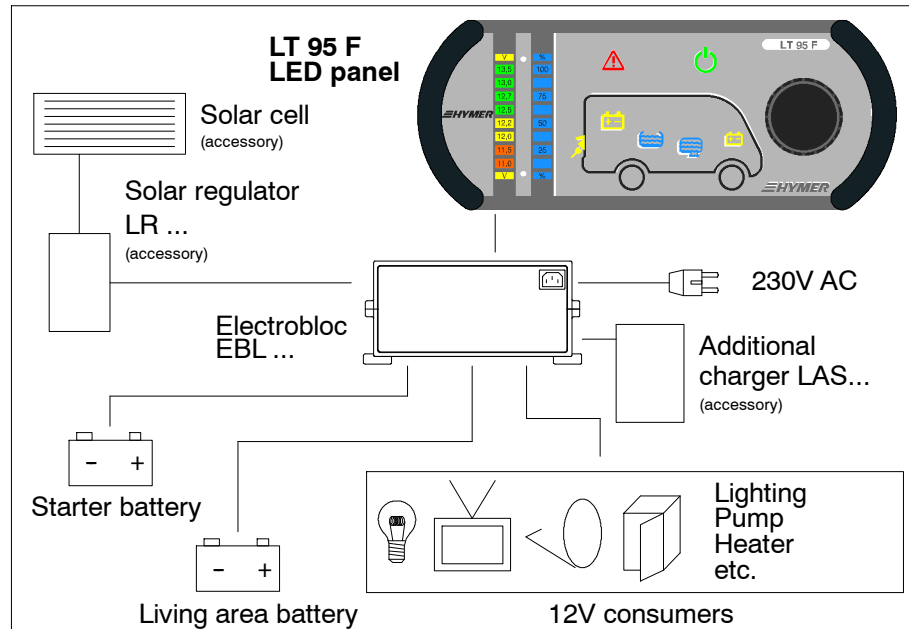 LT 95 F
LED panel
LT 95 F
V %
13,5 100
13,0
12,7 75
12,5
12,2 50
12,0
11,5 25
11,0
V %
HYMER
HYMER
Solar cell
(accessory)
Solar regulator
LR ...
(accessory)
Electrobloc
EBL ...
230V AC
Additional
charger LAS...
(accessory)
− +
Starter battery
− +
Living area battery
Lighting
Pump
Heater
etc.
12V consumers